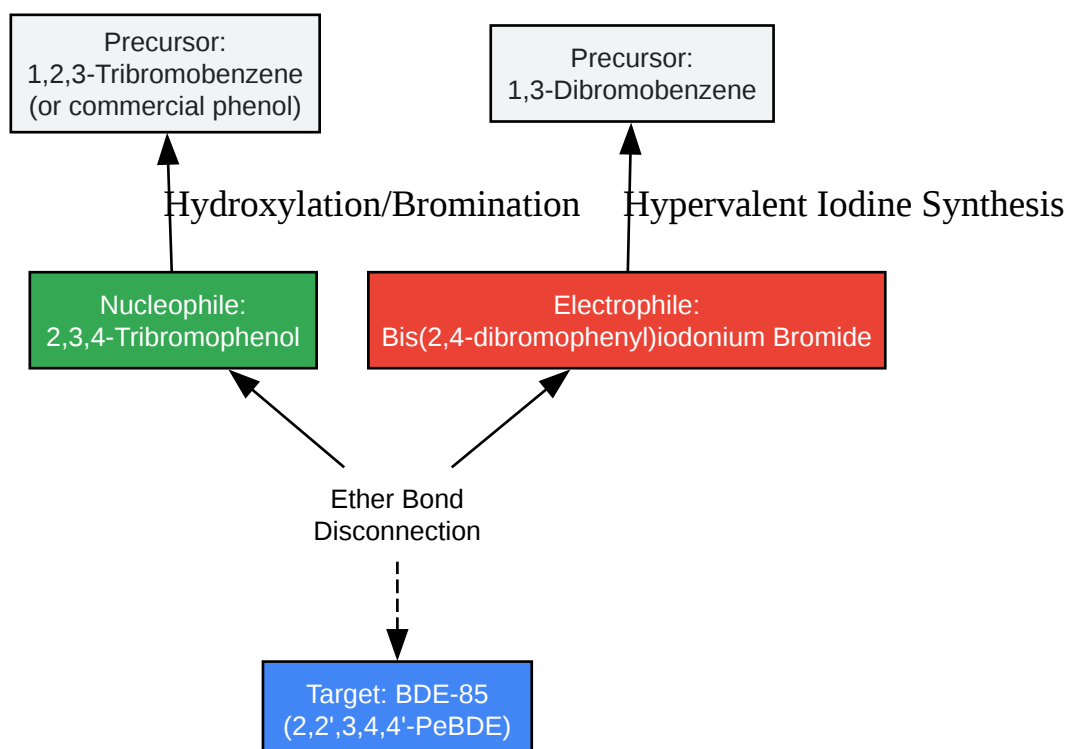 Precursor:
1,2,3-Tribromobenzene
(or commercial phenol)
Precursor:
1,3-Dibromobenzene
Hydroxylation/Bromination
Hypervalent Iodine Synthesis
Nucleophile:
2,3,4-Tribromophenol
Electrophile:
Bis(2,4-dibromophenyl)iodonium Bromide
Ether Bond
Disconnection
Target: BDE-85
(2,2',3,4,4'-PeBDE)